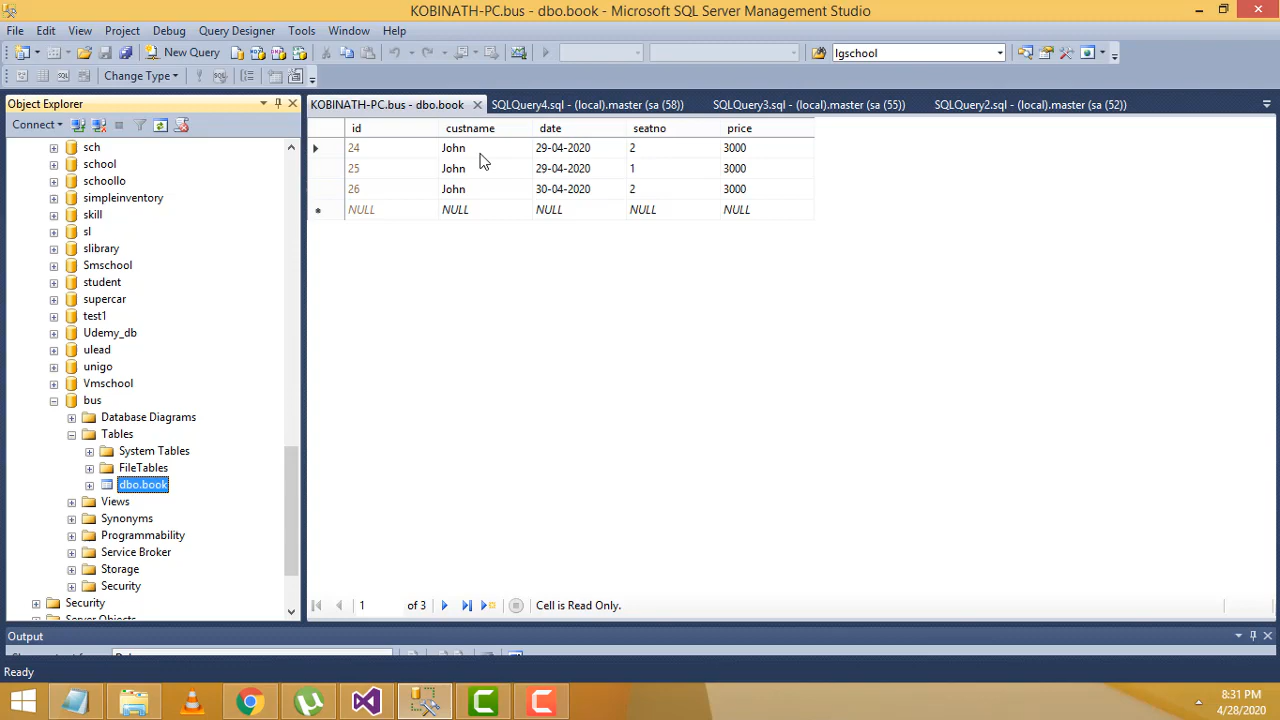 KOBINATH-PC.bus - dbo.book - Microsoft SQL Server Management Studio
File Edit View Project Debug Query Designer Tools Window Help
New Query lgschool
Change Type
Object Explorer
Connect
KOBINATH-PC.bus - dbo.book SQLQuery4.sql - (local).master (sa (58)) SQLQuery3.sql - (local).master (sa (55)) SQLQuery2.sql - (local).master (sa (52))
sch
school
schoollo
simpleinventory
skill
sl
slibrary
Smschool
student
supercar
test1
Udemy_db
ulead
unigo
Vmschool
bus
Database Diagrams
Tables
System Tables
FileTables
dbo.book
Views
Synonyms
Programmability
Service Broker
Storage
Security
Security
Server Objects
id custname date seatno price
24 John 29-04-2020 2 3000
25 John 29-04-2020 1 3000
26 John 30-04-2020 2 3000
NULL NULL NULL NULL NULL
1 of 3 Cell is Read Only.
Output
Ready
8:31 PM
4/28/2020